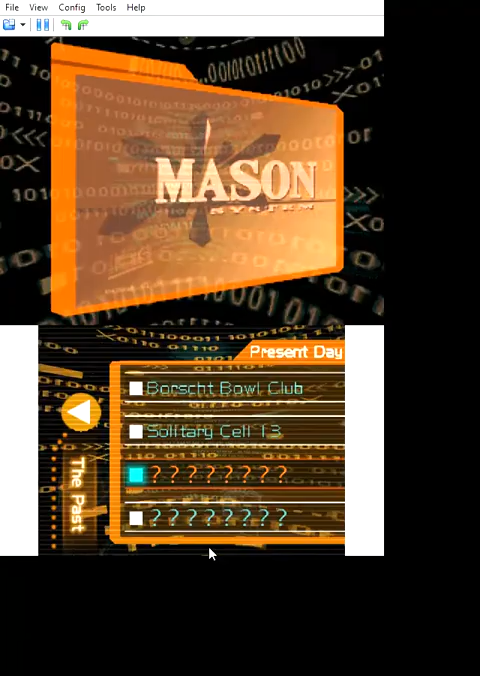 File View Config Tools Help
MASON
SYSTEM
Present Day
Borscht Bowl Club
Solitary Cell 13
????????
????????
The Past